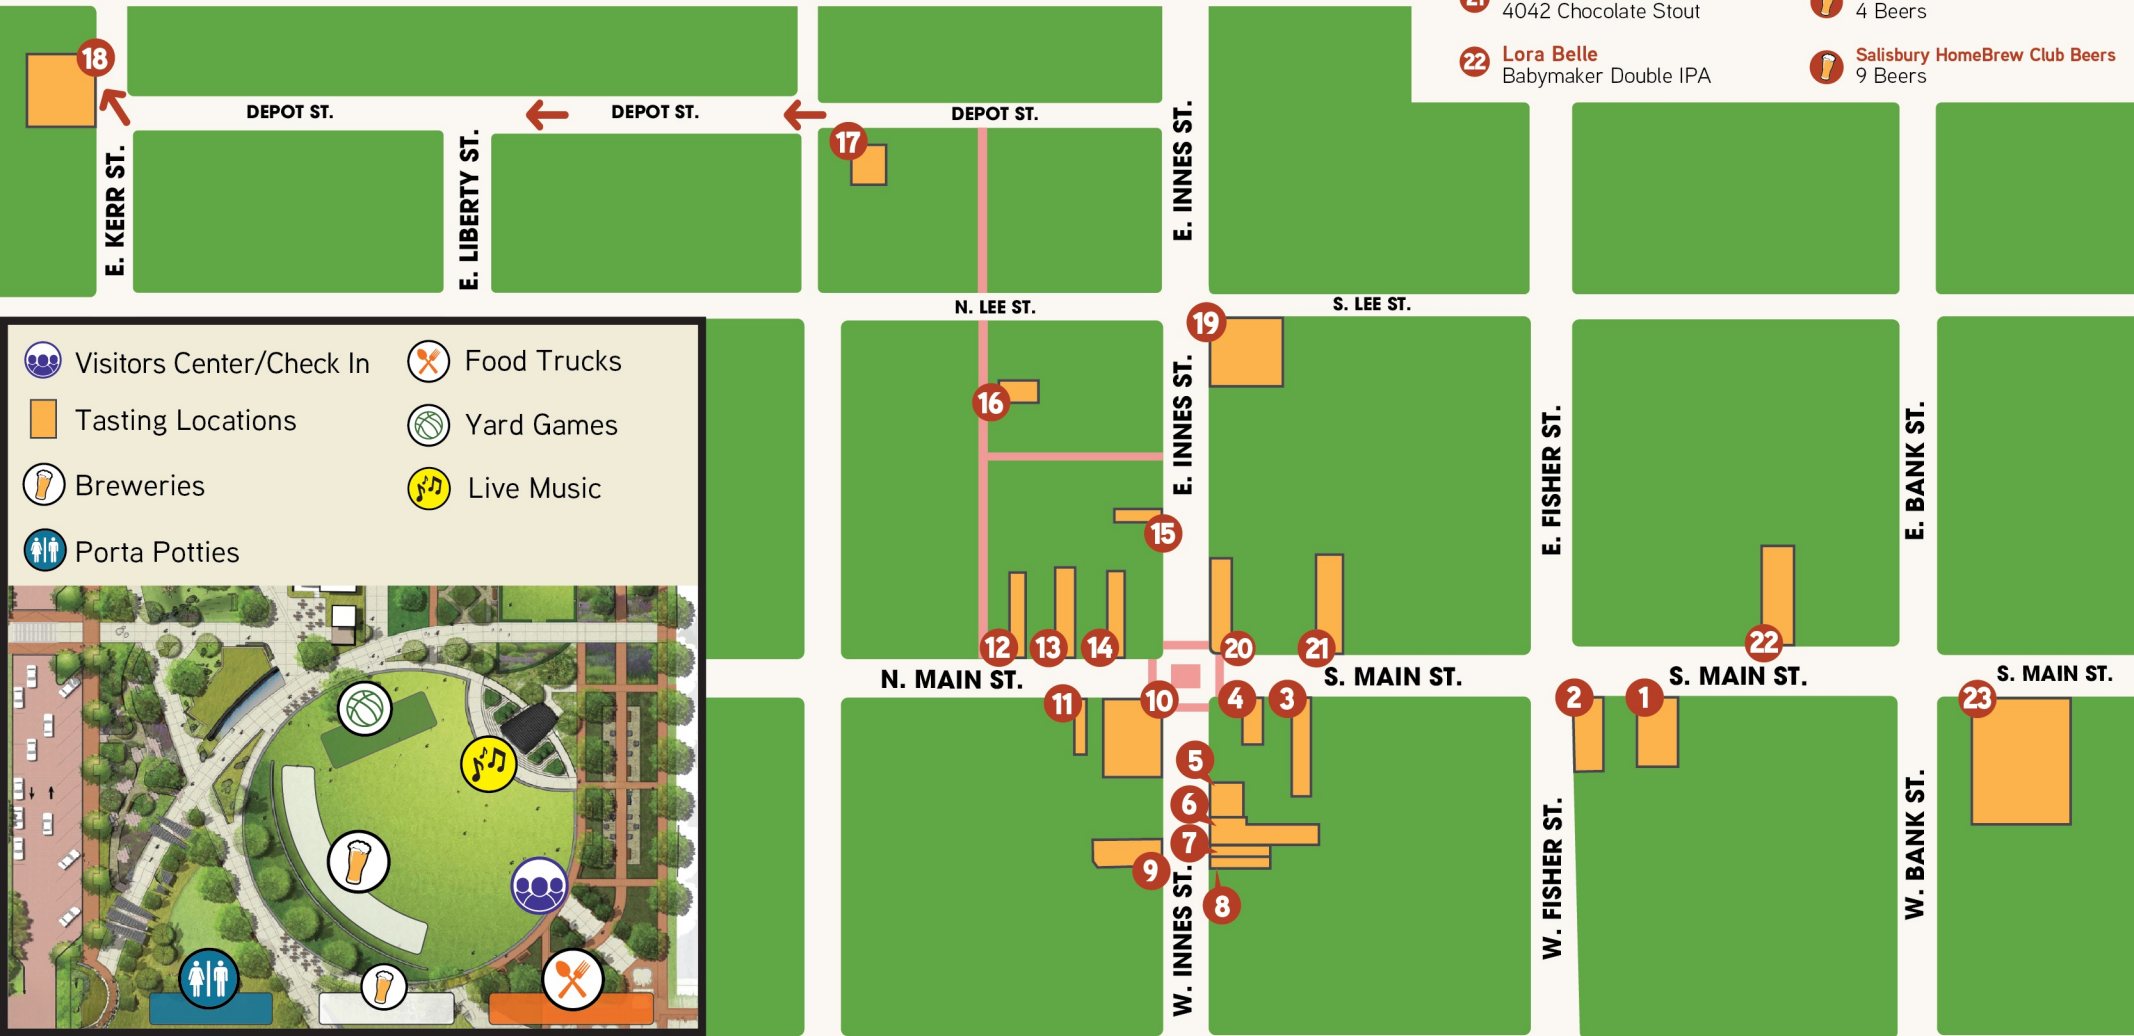 21
4042 Chocolate Stout
4 Beers
22
Lora Belle
Babymaker Double IPA
Salisbury HomeBrew Club Beers
9 Beers
18
DEPOT ST.
DEPOT ST.
DEPOT ST.
17
E. KERR ST.
E. LIBERTY ST.
E. INNES ST.
N. LEE ST.
S. LEE ST.
19
Visitors Center/Check In
Food Trucks
Tasting Locations
Yard Games
Breweries
Live Music
Porta Potties
16
E. INNES ST.
E. FISHER ST.
E. BANK ST.
15
12
13
14
20
21
22
N. MAIN ST.
S. MAIN ST.
S. MAIN ST.
S. MAIN ST.
11
10
4
3
2
1
23
5
6
7
9
8
W. INNES ST.
W. FISHER ST.
W. BANK ST.